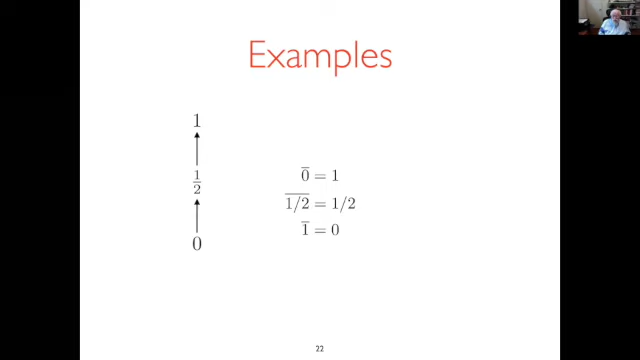 Examples
1
1/2
0
0̅ = 1
1̅/̅2̅ = 1/2
1̅ = 0
22